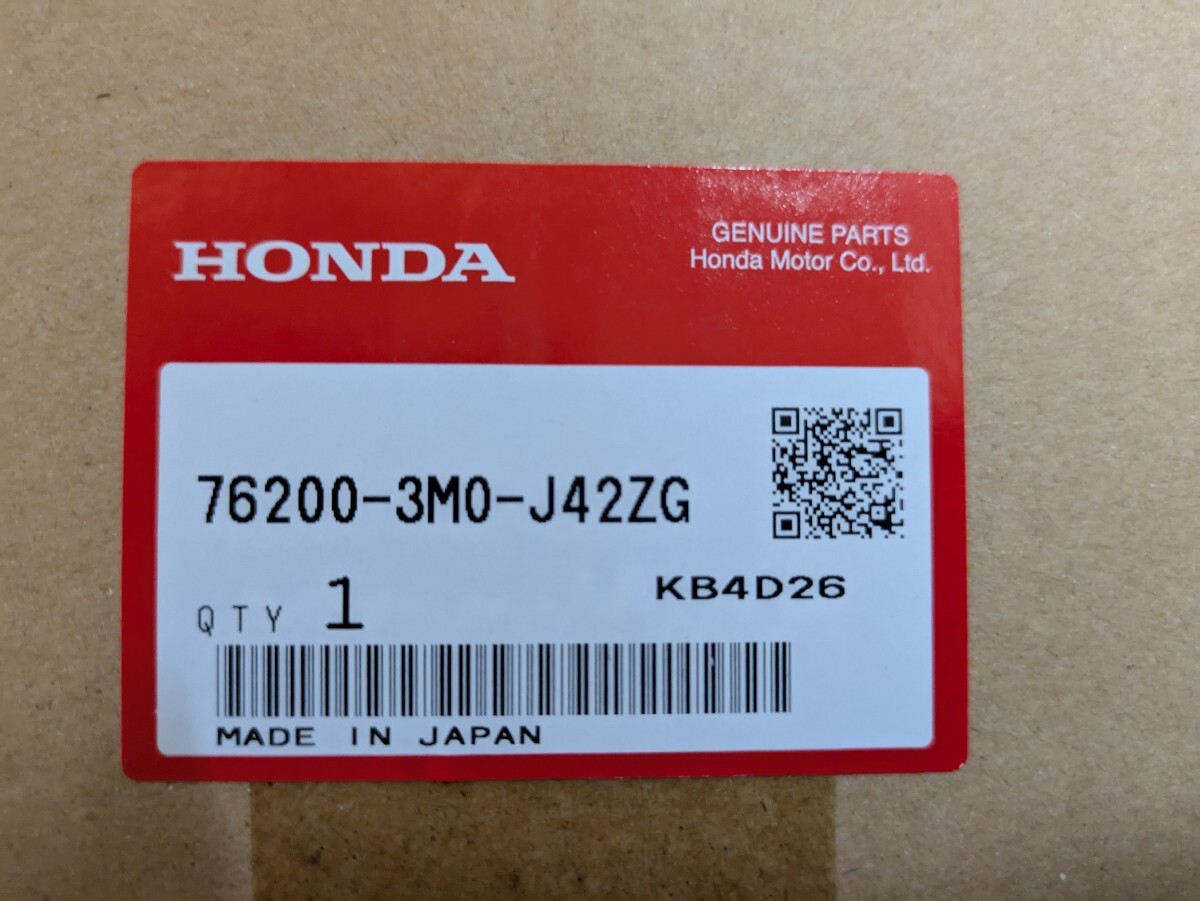 HONDA
GENUINE PARTS
Honda Motor Co., Ltd.
76200-3M0-J42ZG
KB4D26
QTY 1
MADE IN JAPAN